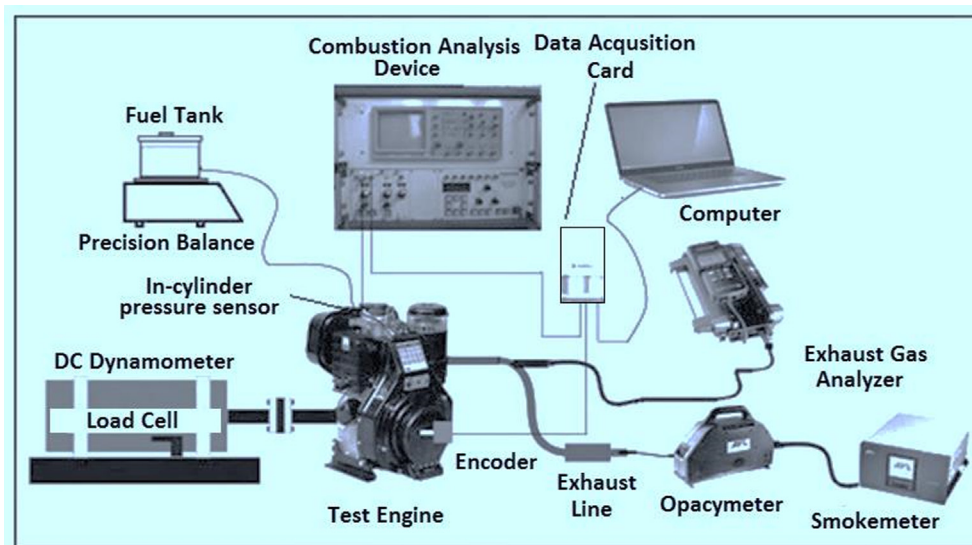 Combustion Analysis
Device
Data Acqusition
Card
Fuel Tank
Precision Balance
Computer
In-cylinder
pressure sensor
DC Dynamometer
Load Cell
Exhaust Gas
Analyzer
Encoder
Exhaust
Line
Opacymeter
Test Engine
Smokemeter